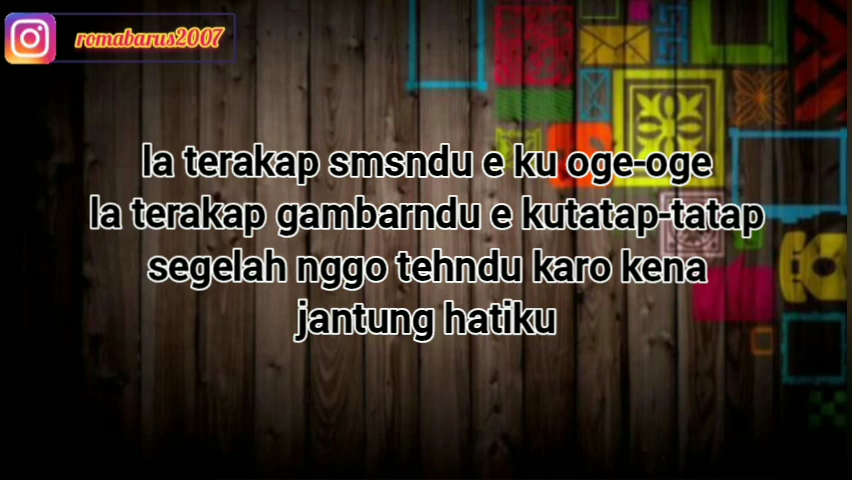 romabarus2007
la terakap smsndu e ku oge-oge
la terakap gambarndu e kutatap-tatap
segelah nggo tehndu karo kena
jantung hatiku